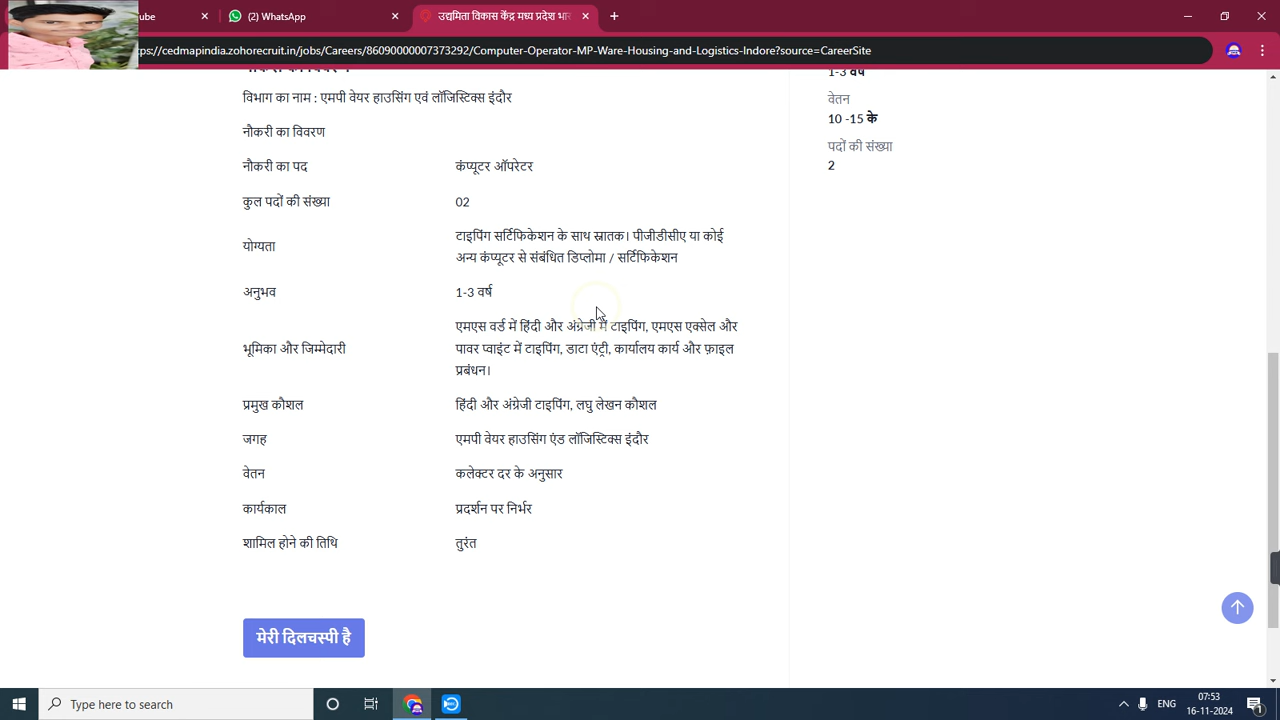 ube
(2) WhatsApp
उद्यमिता विकास केंद्र मध्य प्रदेश भार
ps://cedmapindia.zohorecruit.in/jobs/Careers/86090000007373292/Computer-Operator-MP-Ware-Housing-and-Logistics-Indore?source=CareerSite
विभाग का नाम : एमपी वेयर हाउसिंग एवं लॉजिस्टिक्स इंदौर
नौकरी का विवरण
नौकरी का पद कंप्यूटर ऑपरेटर
कुल पदों की संख्या 02
योग्यता टाइपिंग सर्टिफिकेशन के साथ स्नातक। पीजीडीसीए या कोई
अन्य कंप्यूटर से संबंधित डिप्लोमा / सर्टिफिकेशन
अनुभव 1-3 वर्ष
भूमिका और जिम्मेदारी एमएस वर्ड में हिंदी और अंग्रेजी में टाइपिंग, एमएस एक्सेल और
पावर प्वाइंट में टाइपिंग, डाटा एंट्री, कार्यालय कार्य और फ़ाइल
प्रबंधन।
प्रमुख कौशल हिंदी और अंग्रेजी टाइपिंग, लघु लेखन कौशल
जगह एमपी वेयर हाउसिंग एंड लॉजिस्टिक्स इंदौर
वेतन कलेक्टर दर के अनुसार
कार्यकाल प्रदर्शन पर निर्भर
शामिल होने की तिथि तुरंत
मेरी दिलचस्पी है
1-3 वर्ष
वेतन
10 -15 के
पदों की संख्या
2
Type here to search
ENG
07:53
16-11-2024
1